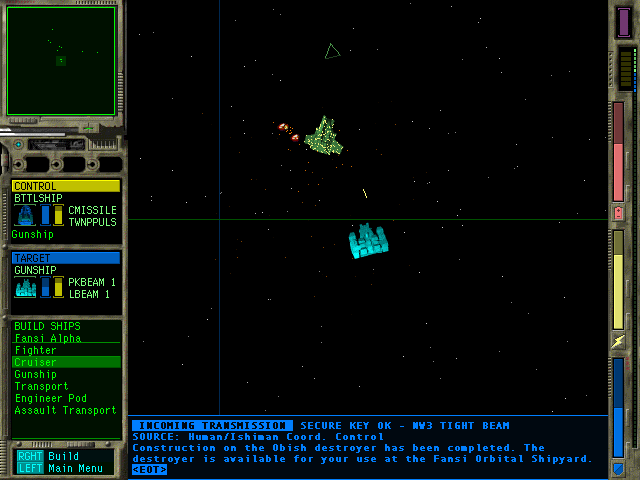 CONTROL
BTTLSHIP
CMISSILE
TWNPPULS
Gunship
TARGET
GUNSHIP
PKBEAM 1
LBEAM 1
BUILD SHIPS
Fansi Alpha
Fighter
Cruiser
Gunship
Transport
Engineer Pod
Assault Transport
RGHT Build
LEFT Main Menu
INCOMING TRANSMISSION SECURE KEY OK - NW3 TIGHT BEAM
SOURCE: Human/Ishiman Coord. Control
Construction on the Obish destroyer has been completed. The
destroyer is available for your use at the Fansi Orbital Shipyard.
<EOT>